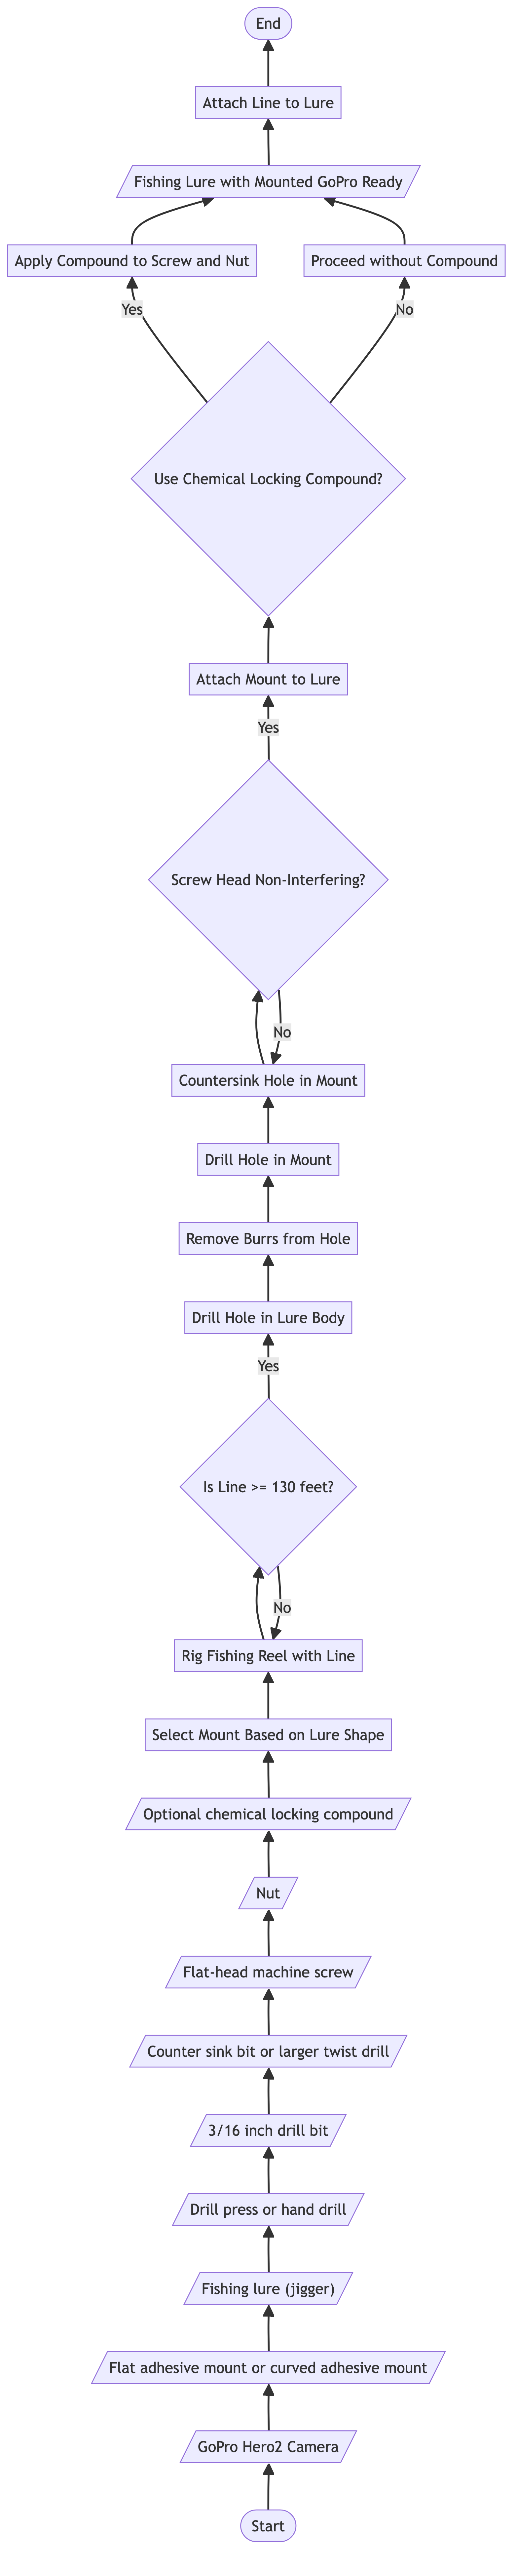 End
Attach Line to Lure
Fishing Lure with Mounted GoPro Ready
Apply Compound to Screw and Nut
Proceed without Compound
Yes
No
Use Chemical Locking Compound?
Attach Mount to Lure
Yes
Screw Head Non-Interfering?
No
Countersink Hole in Mount
Drill Hole in Mount
Remove Burrs from Hole
Drill Hole in Lure Body
Yes
Is Line >= 130 feet?
No
Rig Fishing Reel with Line
Select Mount Based on Lure Shape
Optional chemical locking compound
Nut
Flat-head machine screw
Counter sink bit or larger twist drill
3/16 inch drill bit
Drill press or hand drill
Fishing lure (jigger)
Flat adhesive mount or curved adhesive mount
GoPro Hero2 Camera
Start